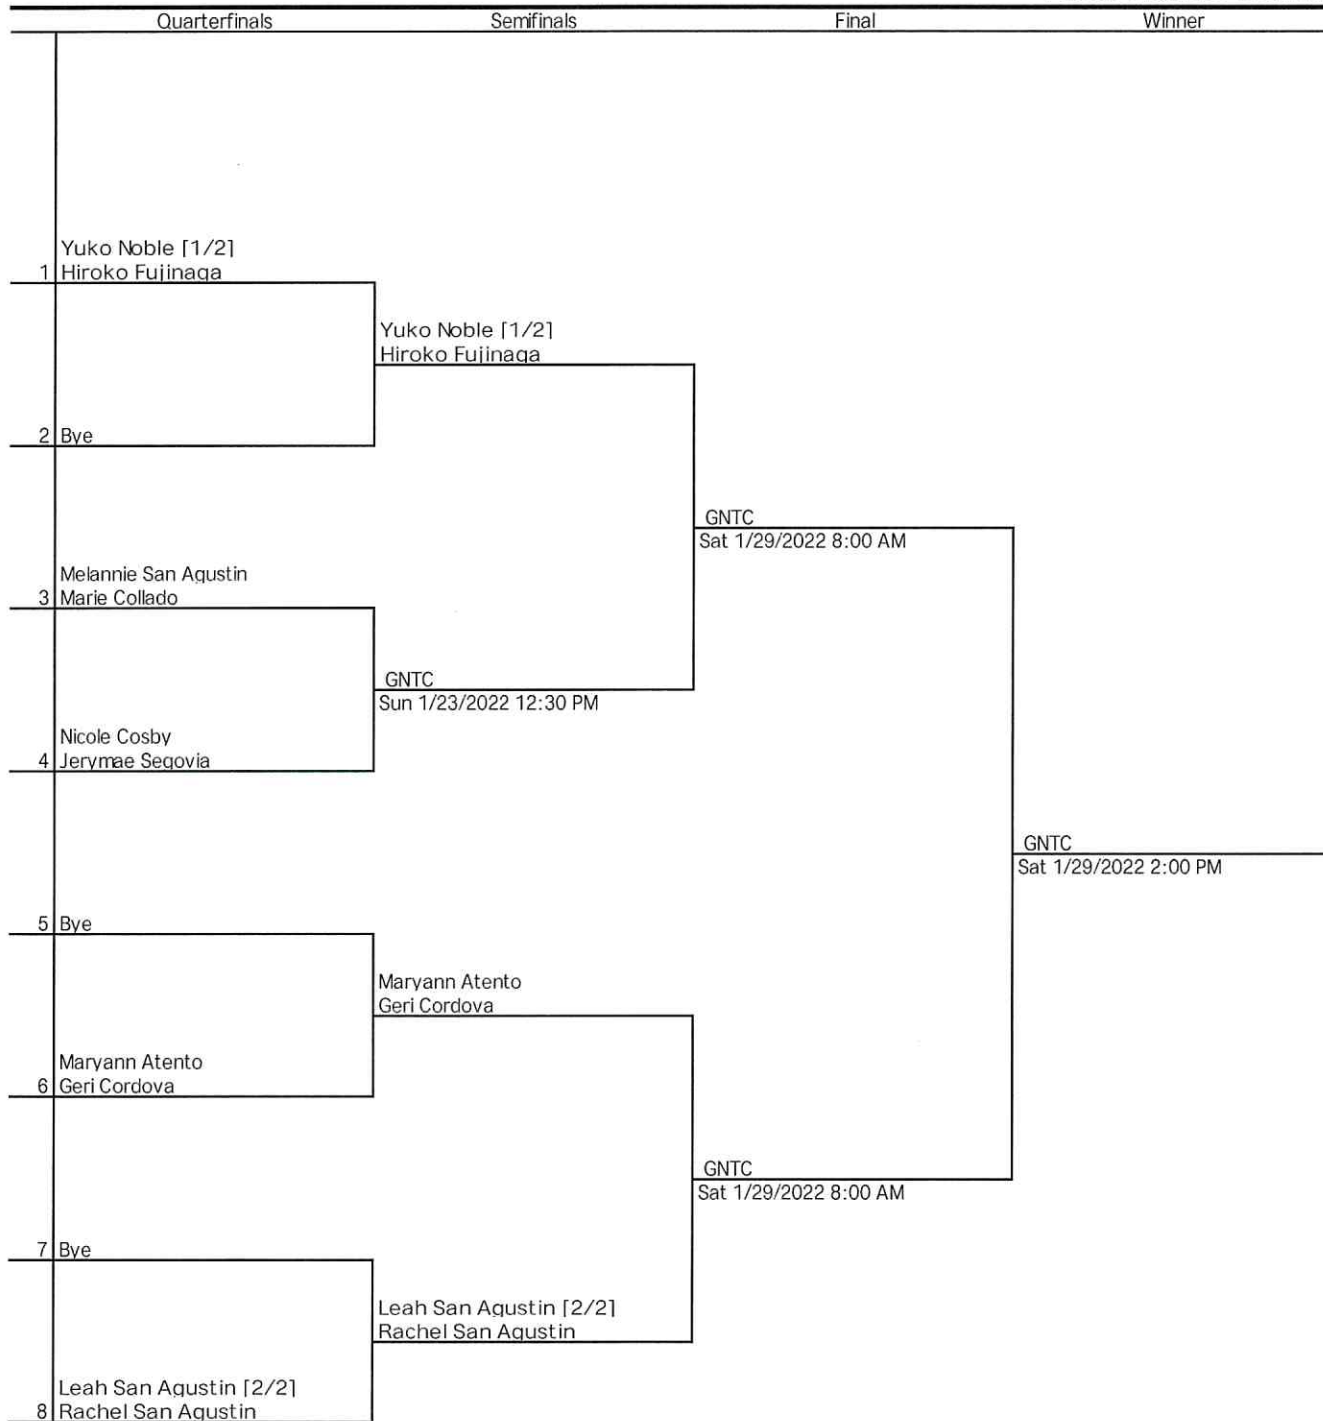 Quarterfinals Semifinals Final Winner
Yuko Noble [1/2]
1 Hiroko Fujinaga
Yuko Noble [1/2]
Hiroko Fujinaga
2 Bye
GNTC
Sat 1/29/2022 8:00 AM
Melannie San Agustin
3 Marie Collado
GNTC
Sun 1/23/2022 12:30 PM
Nicole Cosby
4 Jerymae Segovia
GNTC
Sat 1/29/2022 2:00 PM
5 Bye
Maryann Atento
Geri Cordova
Maryann Atento
6 Geri Cordova
GNTC
Sat 1/29/2022 8:00 AM
7 Bye
Leah San Agustin [2/2]
Rachel San Agustin
Leah San Agustin [2/2]
8 Rachel San Agustin